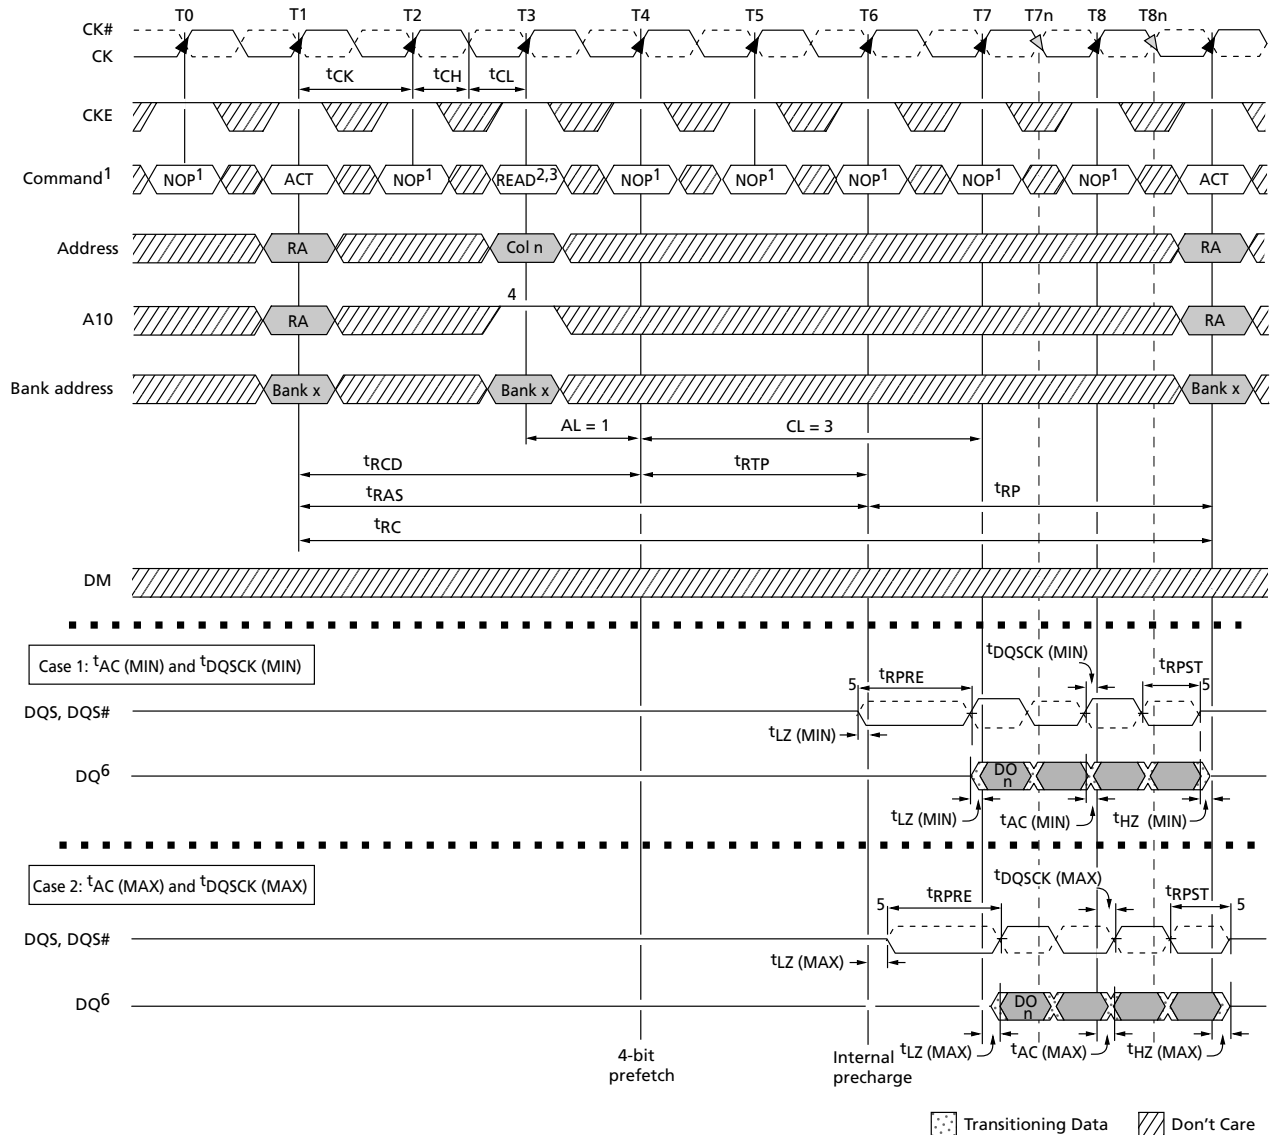 T0 T1 T2 T3 T4 T5 T6 T7 T7n T8 T8n
CK#
CK
tCK tCH tCL
CKE
Command1 NOP1 ACT NOP1 READ2,3 NOP1 NOP1 NOP1 NOP1 NOP1 ACT
Address RA Col n RA
4
A10 RA RA
Bank address Bank x Bank x Bank x
AL = 1 CL = 3
tRCD tRTP
tRAS tRP
tRC
DM
Case 1: tAC (MIN) and tDQSCK (MIN)
tDQSCK (MIN)
5 tRPRE tRPST 5
DQS, DQS#
tLZ (MIN)
DQ6 DO
n
tLZ (MIN) tAC (MIN) tHZ (MIN)
Case 2: tAC (MAX) and tDQSCK (MAX)
tDQSCK (MAX)
5 tRPRE tRPST 5
DQS, DQS#
tLZ (MAX)
DQ6 DO
n
tLZ (MAX) tAC (MAX) tHZ (MAX)
4-bit
prefetch
Internal
precharge
Transitioning Data Don't Care